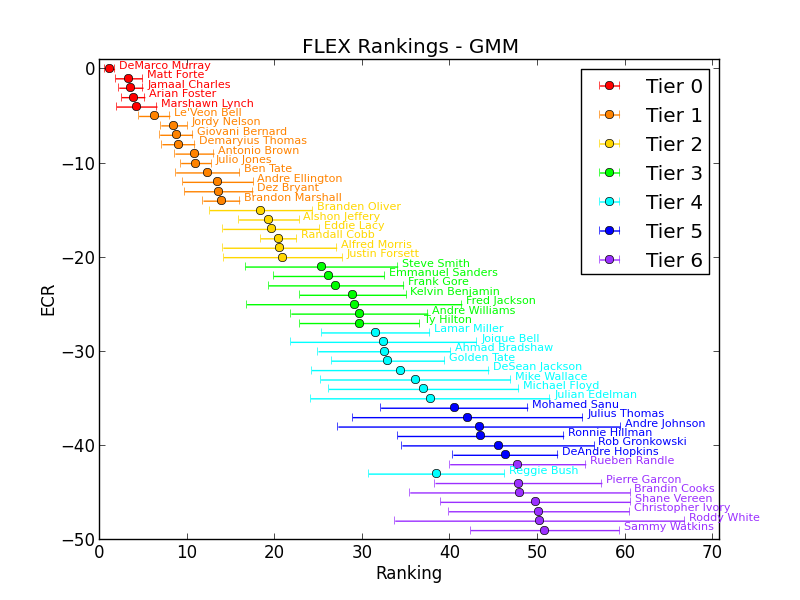 FLEX Rankings - GMM
DeMarco Murray
Matt Forte
Jamaal Charles
Arian Foster
Marshawn Lynch
Le'Veon Bell
Jordy Nelson
Giovani Bernard
Demaryius Thomas
Antonio Brown
Julio Jones
Ben Tate
Andre Ellington
Dez Bryant
Brandon Marshall
Branden Oliver
Alshon Jeffery
Eddie Lacy
Randall Cobb
Alfred Morris
Justin Forsett
Steve Smith
Emmanuel Sanders
Frank Gore
Kelvin Benjamin
Fred Jackson
Andre Williams
Ty Hilton
Lamar Miller
Joique Bell
Ahmad Bradshaw
Golden Tate
DeSean Jackson
Mike Wallace
Michael Floyd
Julian Edelman
Mohamed Sanu
Julius Thomas
Andre Johnson
Ronnie Hillman
Rob Gronkowski
DeAndre Hopkins
Rueben Randle
Reggie Bush
Pierre Garcon
Brandin Cooks
Shane Vereen
Christopher Ivory
Roddy White
Sammy Watkins
Tier 0
Tier 1
Tier 2
Tier 3
Tier 4
Tier 5
Tier 6
0
−10
−20
−30
−40
−50
ECR
0 10 20 30 40 50 60 70
Ranking